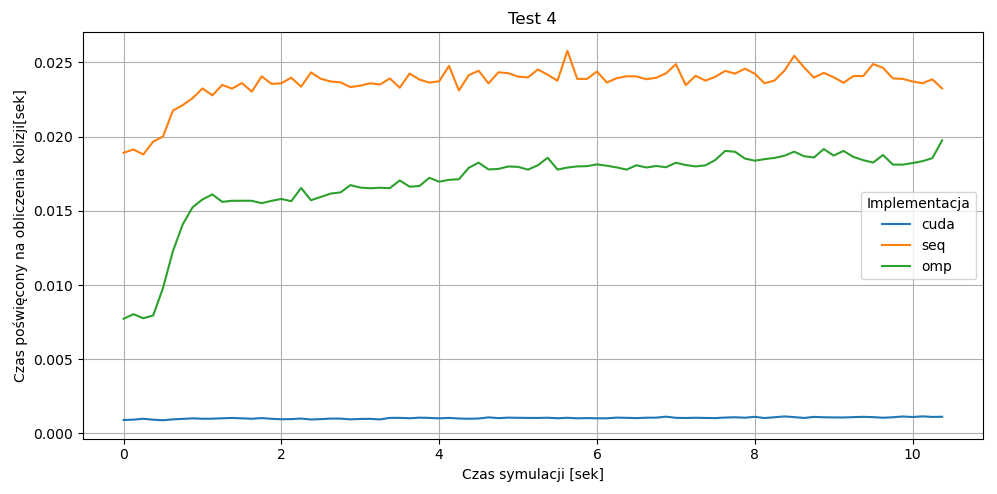 Test 4
Czas poświęcony na obliczenia kolizji[sek]
0.025
0.020
0.015
0.010
0.005
0.000
Implementacja
cuda
seq
omp
0 2 4 6 8 10
Czas symulacji [sek]